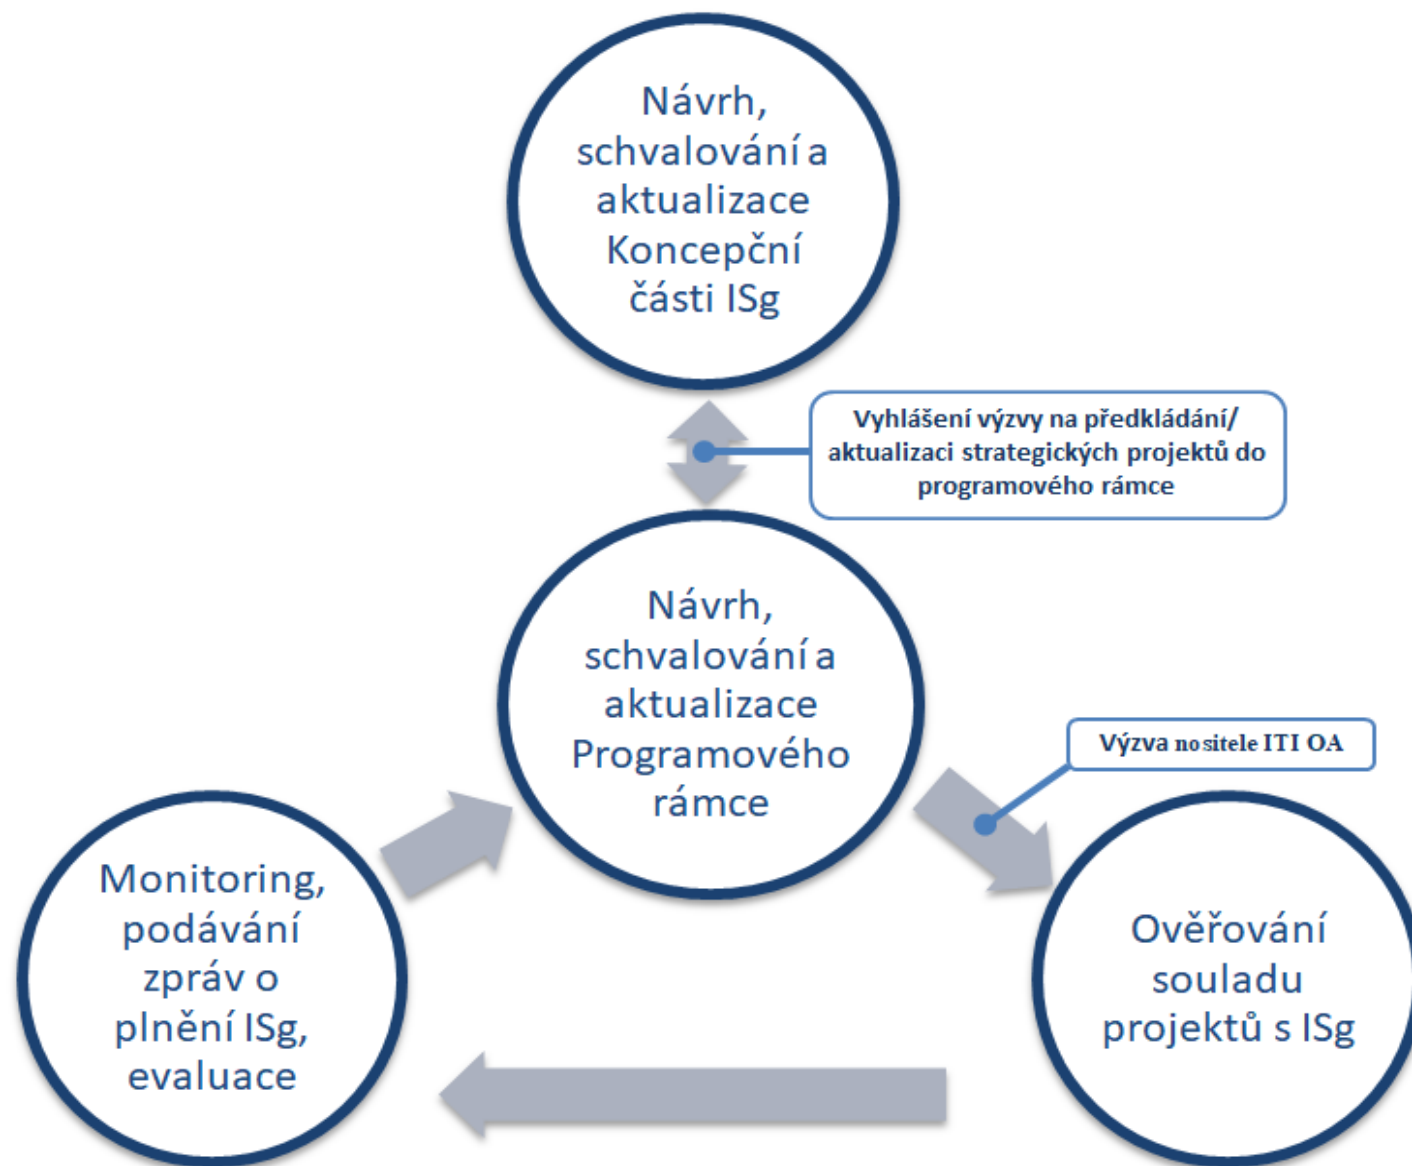 Návrh,
schvalování a
aktualizace
Koncepční
části ISg
Vyhlášení výzvy na předkládání/
aktualizaci strategických projektů do
programového rámce
Návrh,
schvalování a
aktualizace
Programového
rámce
Výzva nositele ITI OA
Monitoring,
podávání
zpráv o
plnění ISg,
evaluace
Ověřování
souladu
projektů s ISg